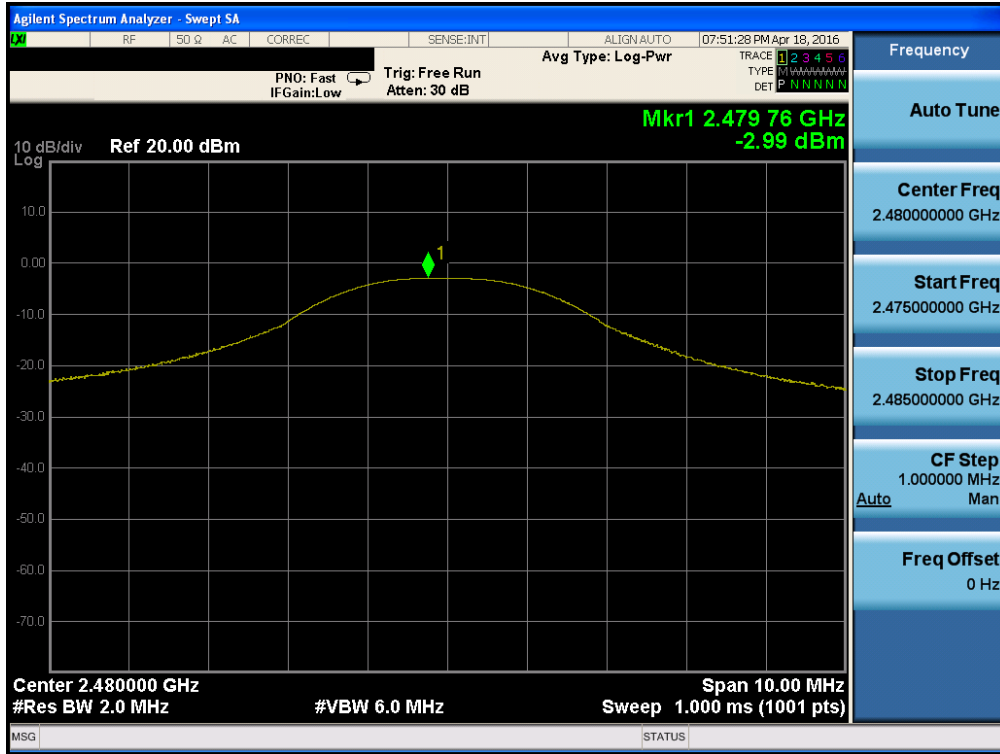 Agilent Spectrum Analyzer - Swept SA
LXI RF 50 Ω AC CORREC SENSE:INT ALIGN AUTO 07:51:28 PM Apr 18, 2016
PNO: Fast Trig: Free Run Avg Type: Log-Pwr TRACE 1 2 3 4 5 6
IFGain:Low Atten: 30 dB TYPE M WWWWW
DET P N N N N N
Mkr1 2.479 76 GHz
-2.99 dBm
10 dB/div Ref 20.00 dBm
Log
10.0
0.00
-10.0
-20.0
-30.0
-40.0
-50.0
-60.0
-70.0
1
Center 2.480000 GHz Span 10.00 MHz
#Res BW 2.0 MHz #VBW 6.0 MHz Sweep 1.000 ms (1001 pts)
MSG STATUS
Frequency
Auto Tune
Center Freq
2.480000000 GHz
Start Freq
2.475000000 GHz
Stop Freq
2.485000000 GHz
CF Step
1.000000 MHz
Auto Man
Freq Offset
0 Hz